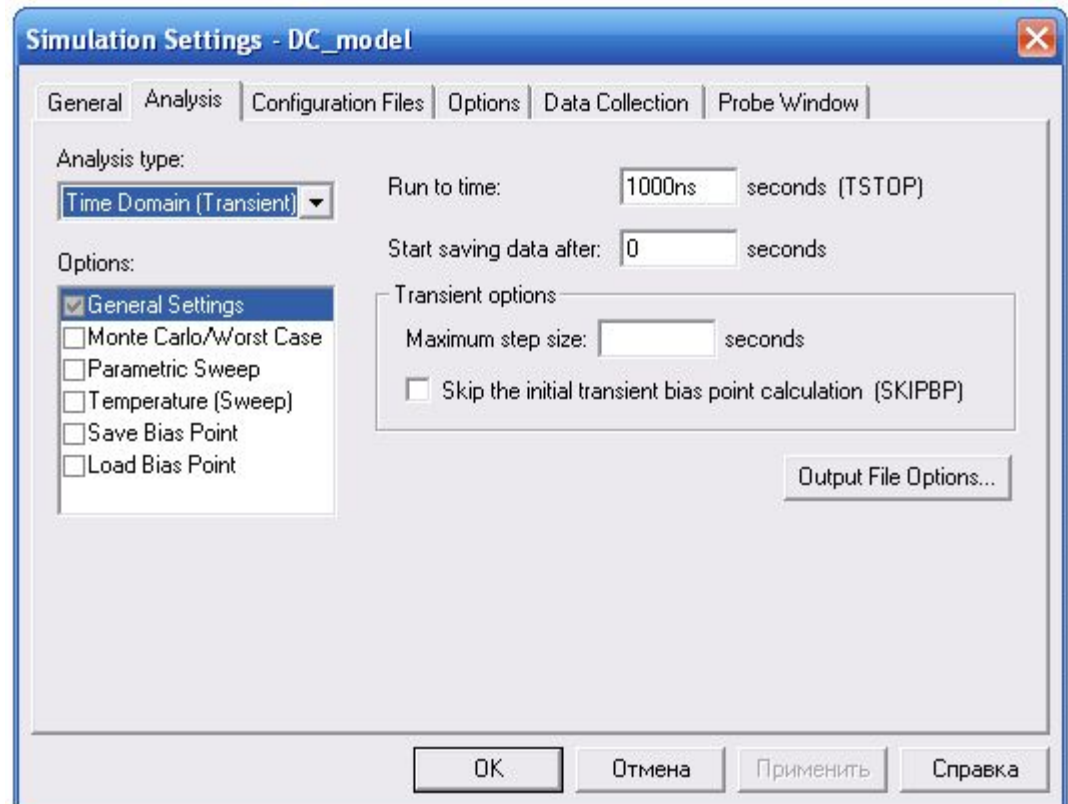 Simulation Settings - DC_model
General Analysis Configuration Files Options Data Collection Probe Window
Analysis type:
Time Domain (Transient)
Options:
General Settings
Monte Carlo/Worst Case
Parametric Sweep
Temperature (Sweep)
Save Bias Point
Load Bias Point
Run to time: 1000ns seconds (TSTOP)
Start saving data after: 0 seconds
Transient options
Maximum step size: seconds
Skip the initial transient bias point calculation (SKIPBP)
Output File Options...
OK Отмена Применить Справка